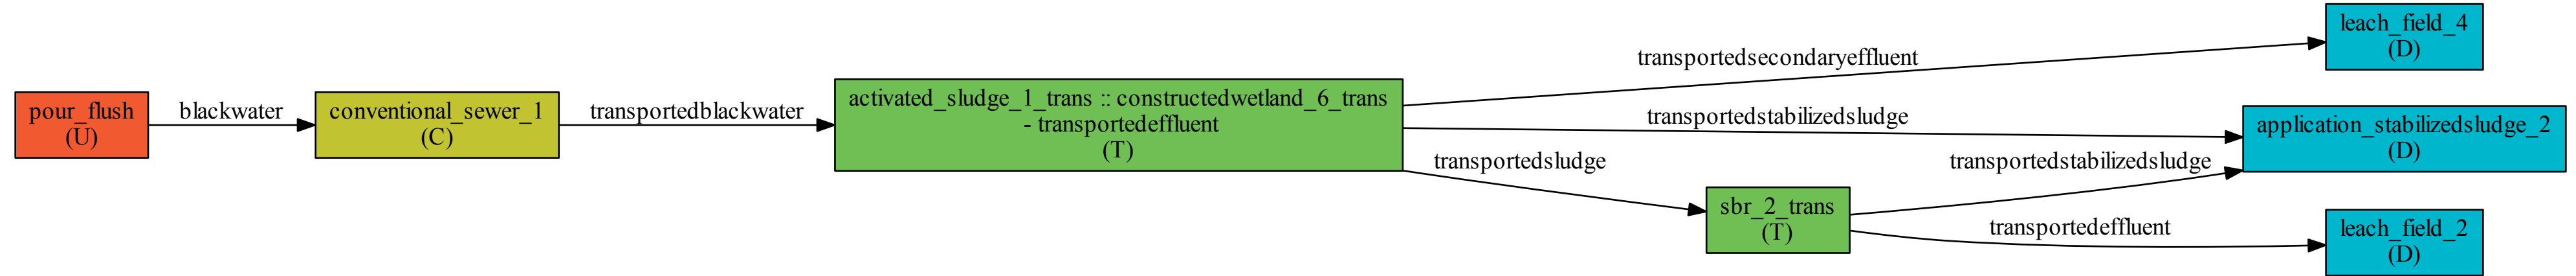 pour_flush
(U)
blackwater
conventional_sewer_1
(C)
transportedblackwater
activated_sludge_1_trans :: constructedwetland_6_trans
- transportedeffluent
(T)
transportedsecondaryeffluent
transportedstabilizedsludge
transportedsludge
sbr_2_trans
(T)
transportedstabilizedsludge
transportedeffluent
leach_field_4
(D)
application_stabilizedsludge_2
(D)
leach_field_2
(D)